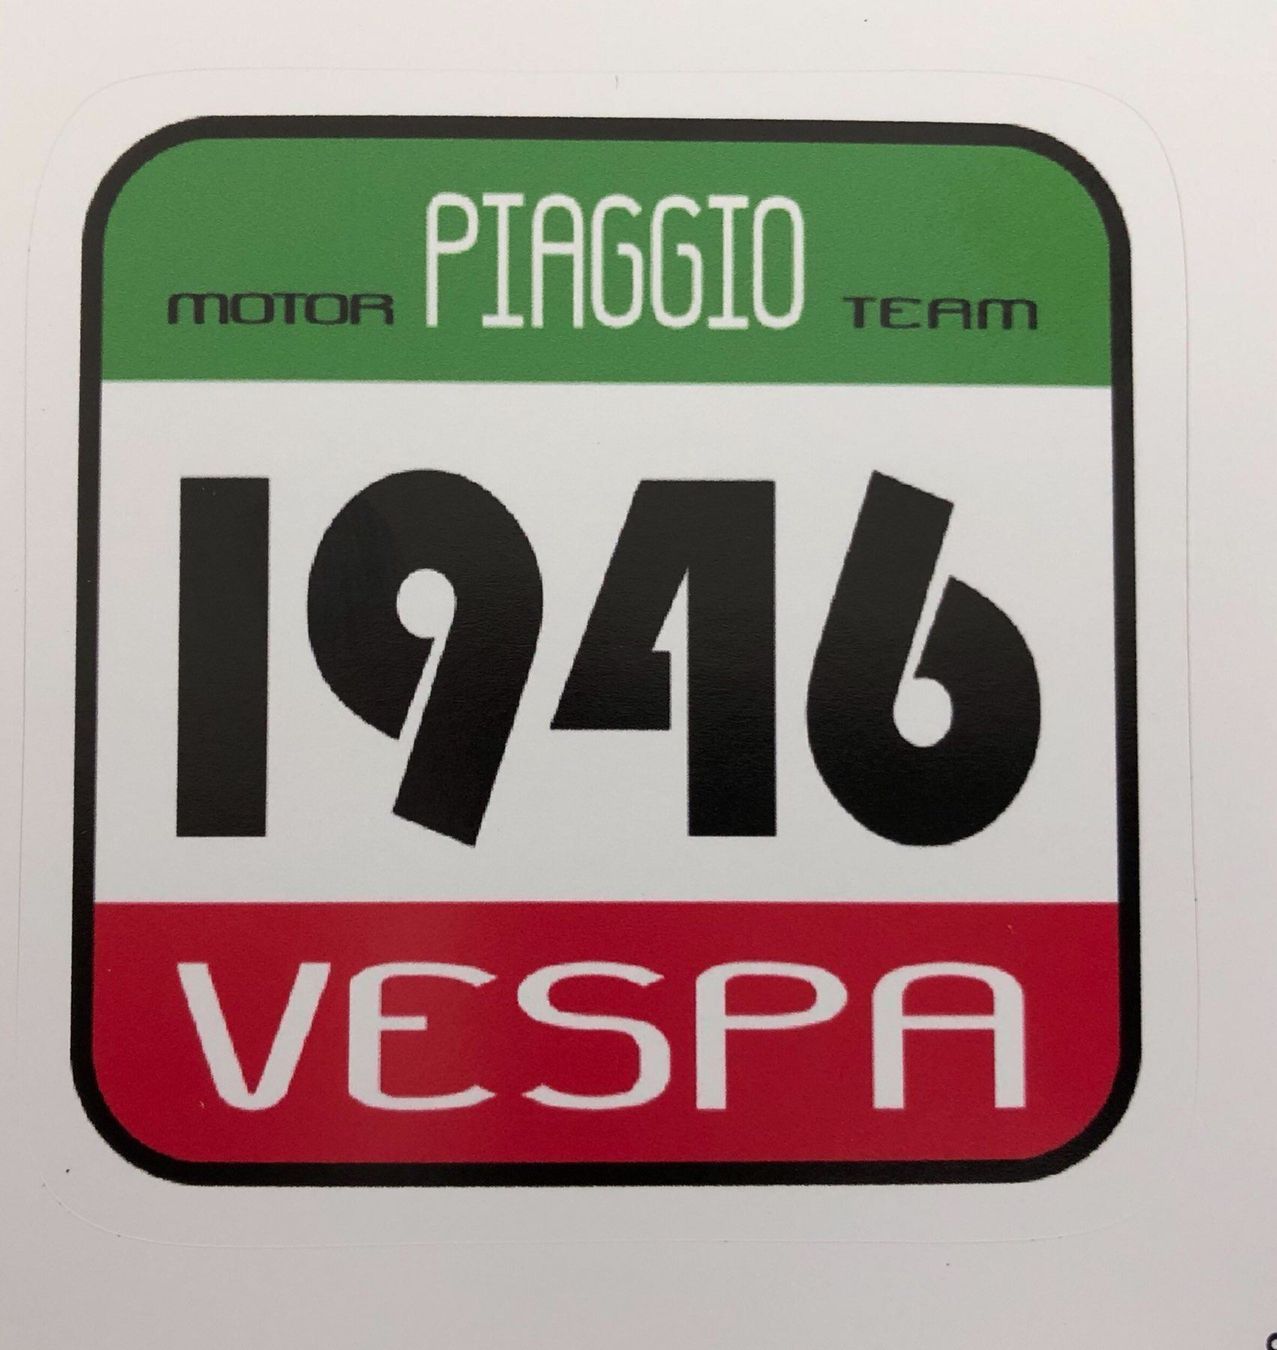 PIAGGIO
MOTOR TEAM
1946
VESPA